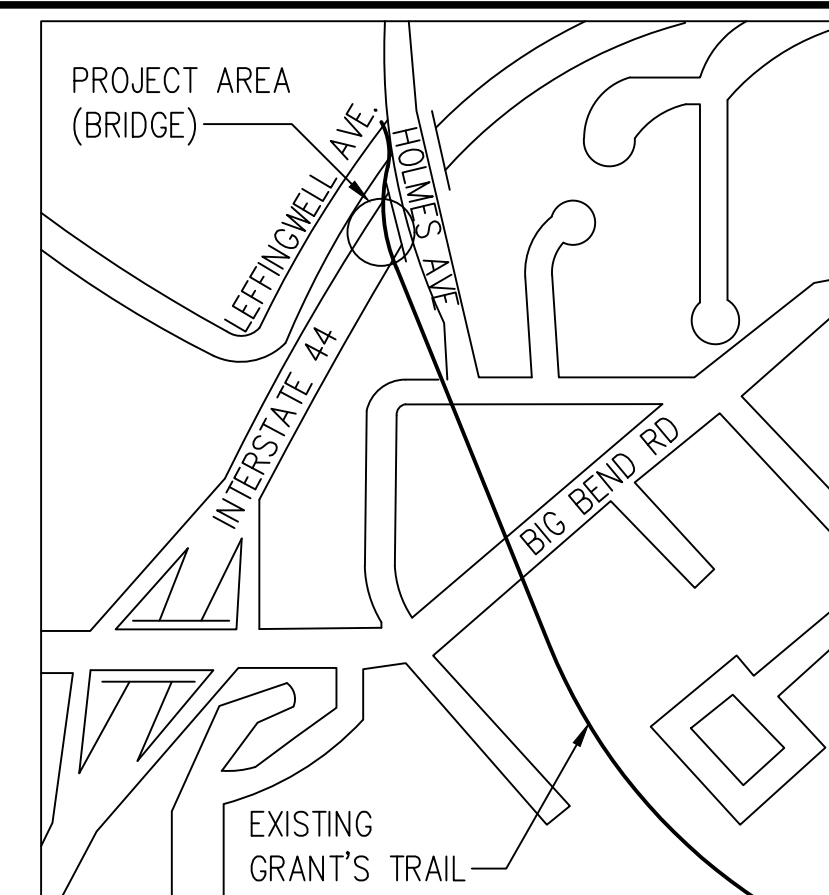 PROJECT AREA
(BRIDGE)
LEFFINGWELL AVE.
HOLMES AVE
INTERSTATE 44
BIG BEND RD
EXISTING
GRANT'S TRAIL